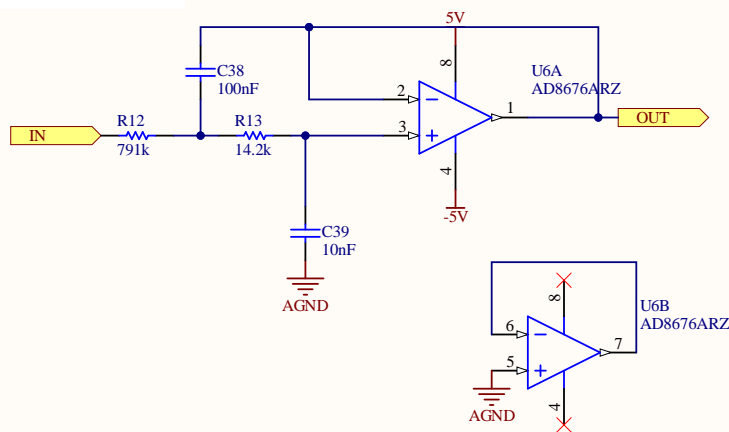 5V
C38
100nF
8
U6A
AD8676ARZ
2
1
R12
R13
3
IN
OUT
791k
14.2k
4
C39
10nF
-5V
AGND
8
U6B
AD8676ARZ
6
7
5
4
AGND